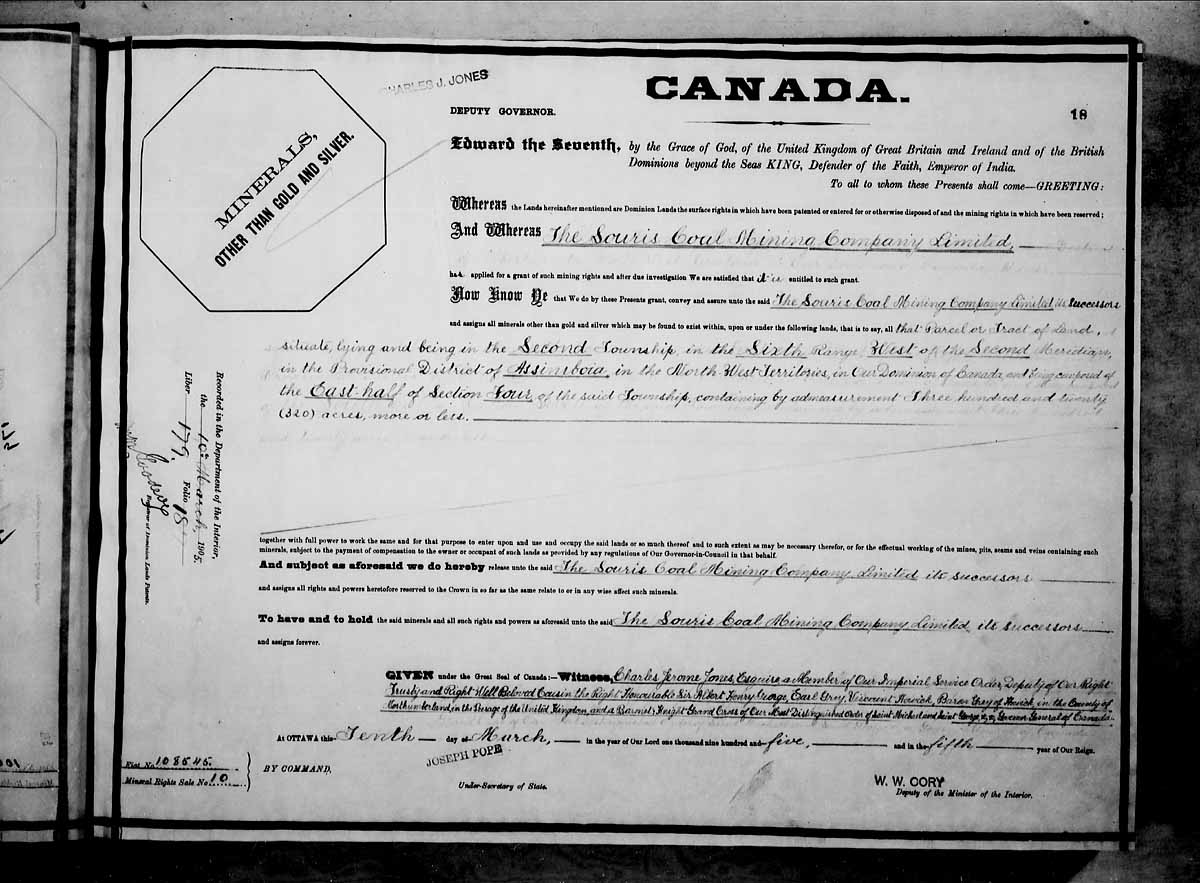 CHARLES J. JONES
CANADA.
DEPUTY GOVERNOR.
18
MINERALS,
OTHER THAN GOLD AND SILVER.
Edward the Seventh, by the Grace of God, of the United Kingdom of Great Britain and Ireland and of the British
Dominions beyond the Seas KING, Defender of the Faith, Emperor of India.
To all to whom these Presents shall come—GREETING:
Whereas the Lands hereinafter mentioned are Dominion Lands the surface rights in which have been patented or entered for or otherwise disposed of and the mining rights in which have been reserved;
And Whereas The Souris Coal Mining Company Limited,
had applied for a grant of such mining rights and after due investigation We are satisfied that it is entitled to such grant.
Now Know Ye that We do by these Presents grant, convey and assure unto the said The Souris Coal Mining Company Limited its successors
and assigns all minerals other than gold and silver which may be found to exist within, upon or under the following lands, that is to say, all that Parcel or Tract of Land,
situate, lying and being in the Second Township, in the Sixth Range West of the Second Meridian,
in the Provisional District of Assiniboia, in the North West Territories, in Our Dominion of Canada, and being composed of
the East half of Section Four, of the said Township, containing by admeasurement Three hundred and twenty
(320) acres, more or less.
together with full power to work the same and for that purpose to enter upon and use and occupy the said lands or so much thereof and to such extent as may be necessary therefor, or for the effectual working of the mines, pits, seams and veins containing such
minerals, subject to the payment of compensation to the owner or occupant of such lands as provided by any regulations of Our Governor-in-Council in that behalf.
And subject as aforesaid we do hereby release unto the said The Souris Coal Mining Company Limited its successors
and assigns all rights and powers heretofore reserved to the Crown in so far as the same relate to or in any wise affect such minerals.
To have and to hold the said minerals and all such rights and powers as aforesaid unto the said The Souris Coal Mining Company Limited, its successors
and assigns forever.
GIVEN under the Great Seal of Canada:—Witness, Charles Jerome Jones, Esquire, a Member of Our Imperial Service Order, Deputy of Our Right
Trusty and Right Well Beloved Cousin the Right Honourable Sir Albert Henry George, Earl Grey, Viscount Howick, Baron Grey of Howick, in the County of
Northumberland, in the Peerage of the United Kingdom, and a Baronet; Knight Grand Cross of Our Most Distinguished Order of Saint Michael and Saint George, &c, &c, Governor General of Canada.
At OTTAWA this Tenth day of March, in the year of Our Lord one thousand nine hundred and five, and in the fifth year of Our Reign.
JOSEPH POPE
BY COMMAND,
Under-Secretary of State.
W. W. CORY
Deputy of the Minister of the Interior.
Fiat No. 108545.
Mineral Rights Sale No. 10
Recorded in the Department of the Interior,
the 10th March, 1905.
Liber 179, Folio 18
Registrar of Dominion Lands Patents.